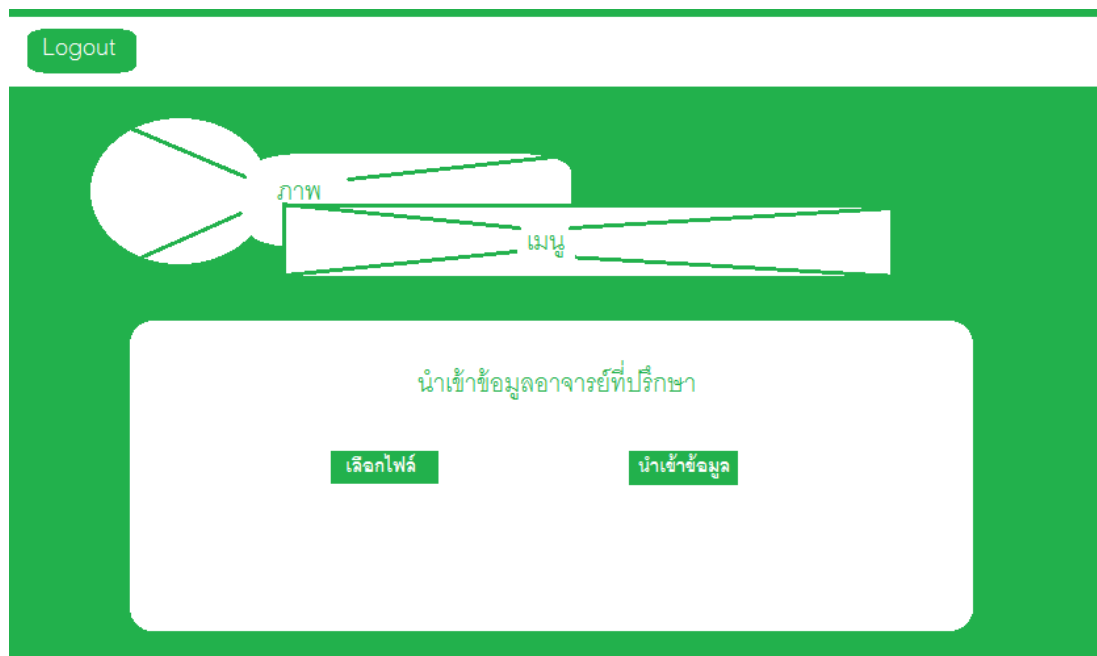 Logout
ภาพ
เมนู
นำเข้าข้อมูลอาจารย์ที่ปรึกษา
เลือกไฟล์
นำเข้าข้อมูล